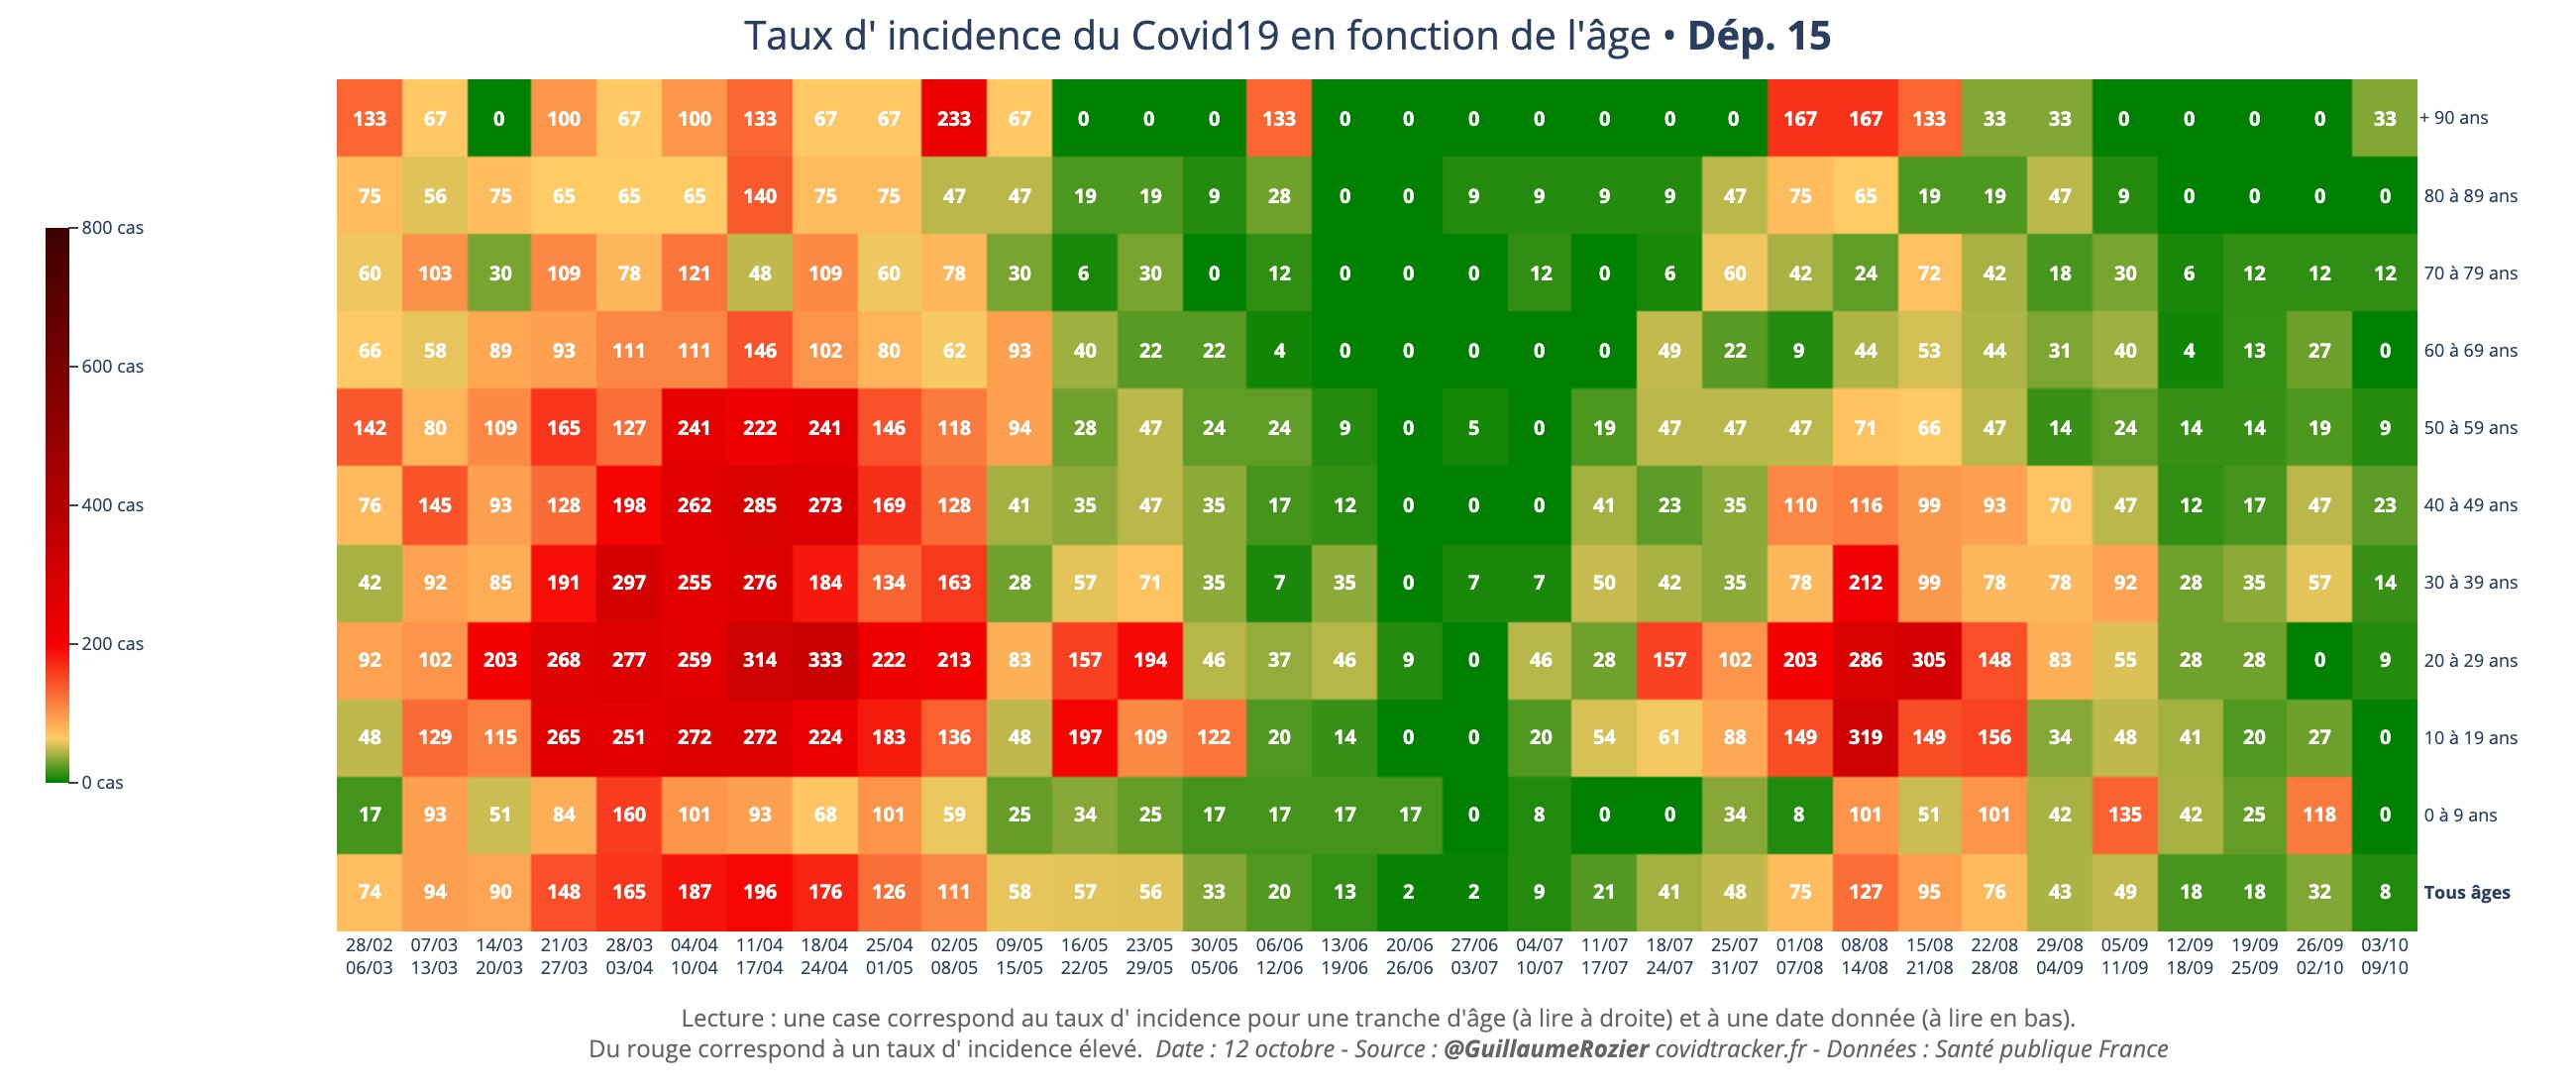 Taux d' incidence du Covid19 en fonction de l'âge • Dép. 15
133 67 0 100 67 100 133 67 67 233 67 0 0 0 133 0 0 0 0 0 0 0 167 167 133 33 33 0 0 0 0 33 + 90 ans
75 56 75 65 65 65 140 75 75 47 47 19 19 9 28 0 0 9 9 9 9 47 75 65 19 19 47 9 0 0 0 0 80 à 89 ans
800 cas
60 103 30 109 78 121 48 109 60 78 30 6 30 0 12 0 0 0 12 0 6 60 42 24 72 42 18 30 6 12 12 12 70 à 79 ans
66 58 89 93 111 111 146 102 80 62 93 40 22 22 4 0 0 0 0 0 49 22 9 44 53 44 31 40 4 13 27 0 60 à 69 ans
600 cas
142 80 109 165 127 241 222 241 146 118 94 28 47 24 24 9 0 5 0 19 47 47 47 71 66 47 14 24 14 14 19 9 50 à 59 ans
400 cas
76 145 93 128 198 262 285 273 169 128 41 35 47 35 17 12 0 0 0 41 23 35 110 116 99 93 70 47 12 17 47 23 40 à 49 ans
42 92 85 191 297 255 276 184 134 163 28 57 71 35 7 35 0 7 7 50 42 35 78 212 99 78 78 92 28 35 57 14 30 à 39 ans
200 cas
92 102 203 268 277 259 314 333 222 213 83 157 194 46 37 46 9 0 46 28 157 102 203 286 305 148 83 55 28 28 0 9 20 à 29 ans
48 129 115 265 251 272 272 224 183 136 48 197 109 122 20 14 0 0 20 54 61 88 149 319 149 156 34 48 41 20 27 0 10 à 19 ans
0 cas
17 93 51 84 160 101 93 68 101 59 25 34 25 17 17 17 17 0 8 0 0 34 8 101 51 101 42 135 42 25 118 0 0 à 9 ans
74 94 90 148 165 187 196 176 126 111 58 57 56 33 20 13 2 2 9 21 41 48 75 127 95 76 43 49 18 18 32 8 Tous âges
28/02 07/03 14/03 21/03 28/03 04/04 11/04 18/04 25/04 02/05 09/05 16/05 23/05 30/05 06/06 13/06 20/06 27/06 04/07 11/07 18/07 25/07 01/08 08/08 15/08 22/08 29/08 05/09 12/09 19/09 26/09 03/10
06/03 13/03 20/03 27/03 03/04 10/04 17/04 24/04 01/05 08/05 15/05 22/05 29/05 05/06 12/06 19/06 26/06 03/07 10/07 17/07 24/07 31/07 07/08 14/08 21/08 28/08 04/09 11/09 18/09 25/09 02/10 09/10
Lecture : une case correspond au taux d' incidence pour une tranche d'âge (à lire à droite) et à une date donnée (à lire en bas).
Du rouge correspond à un taux d' incidence élevé. Date : 12 octobre - Source : @GuillaumeRozier covidtracker.fr - Données : Santé publique France